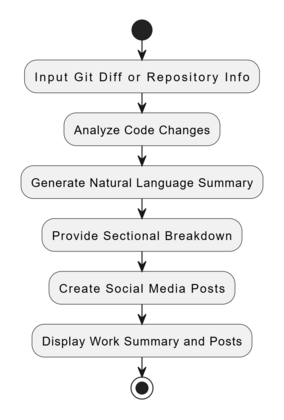 Input Git Diff or Repository Info
Analyze Code Changes
Generate Natural Language Summary
Provide Sectional Breakdown
Create Social Media Posts
Display Work Summary and Posts